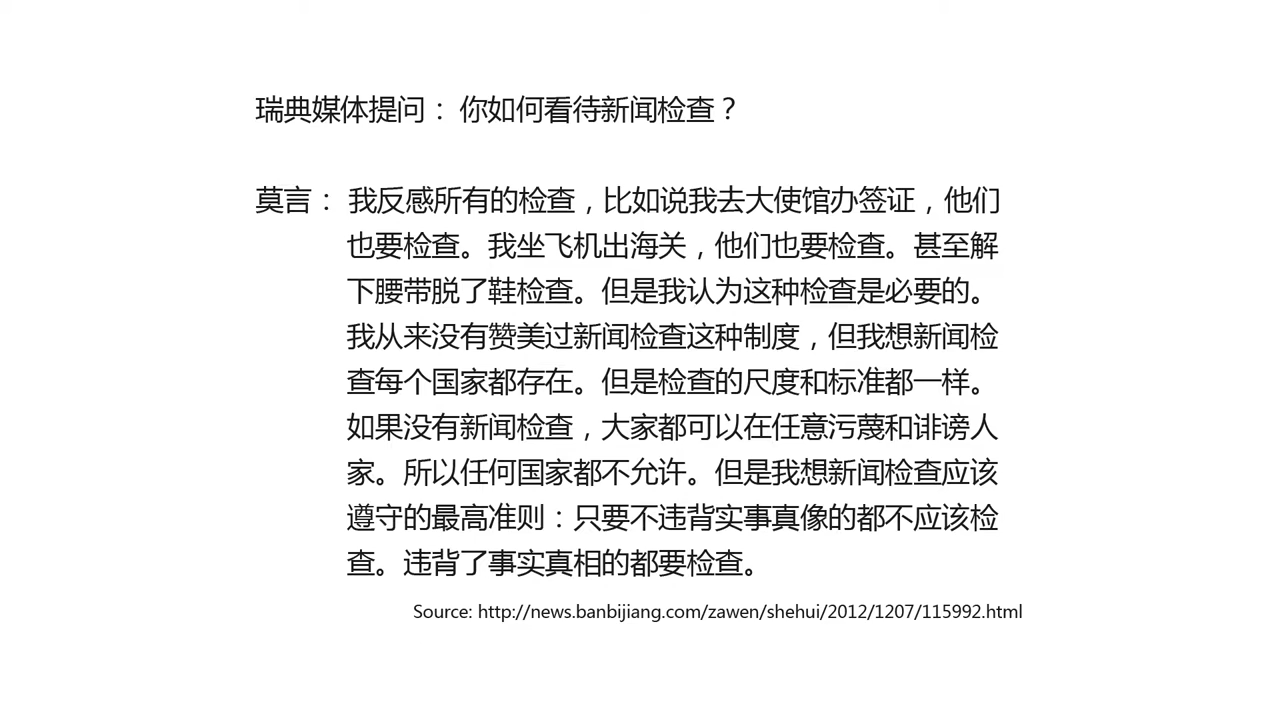 瑞典媒体提问： 你如何看待新闻检查？
莫言： 我反感所有的检查，比如说我去大使馆办签证，他们
也要检查。我坐飞机出海关，他们也要检查。甚至解
下腰带脱了鞋检查。但是我认为这种检查是必要的。
我从来没有赞美过新闻检查这种制度，但我想新闻检
查每个国家都存在。但是检查的尺度和标准都一样。
如果没有新闻检查，大家都可以在任意污蔑和诽谤人
家。所以任何国家都不允许。但是我想新闻检查应该
遵守的最高准则：只要不违背实事真像的都不应该检
查。违背了事实真相的都要检查。
Source: http://news.banbijiang.com/zawen/shehui/2012/1207/115992.html